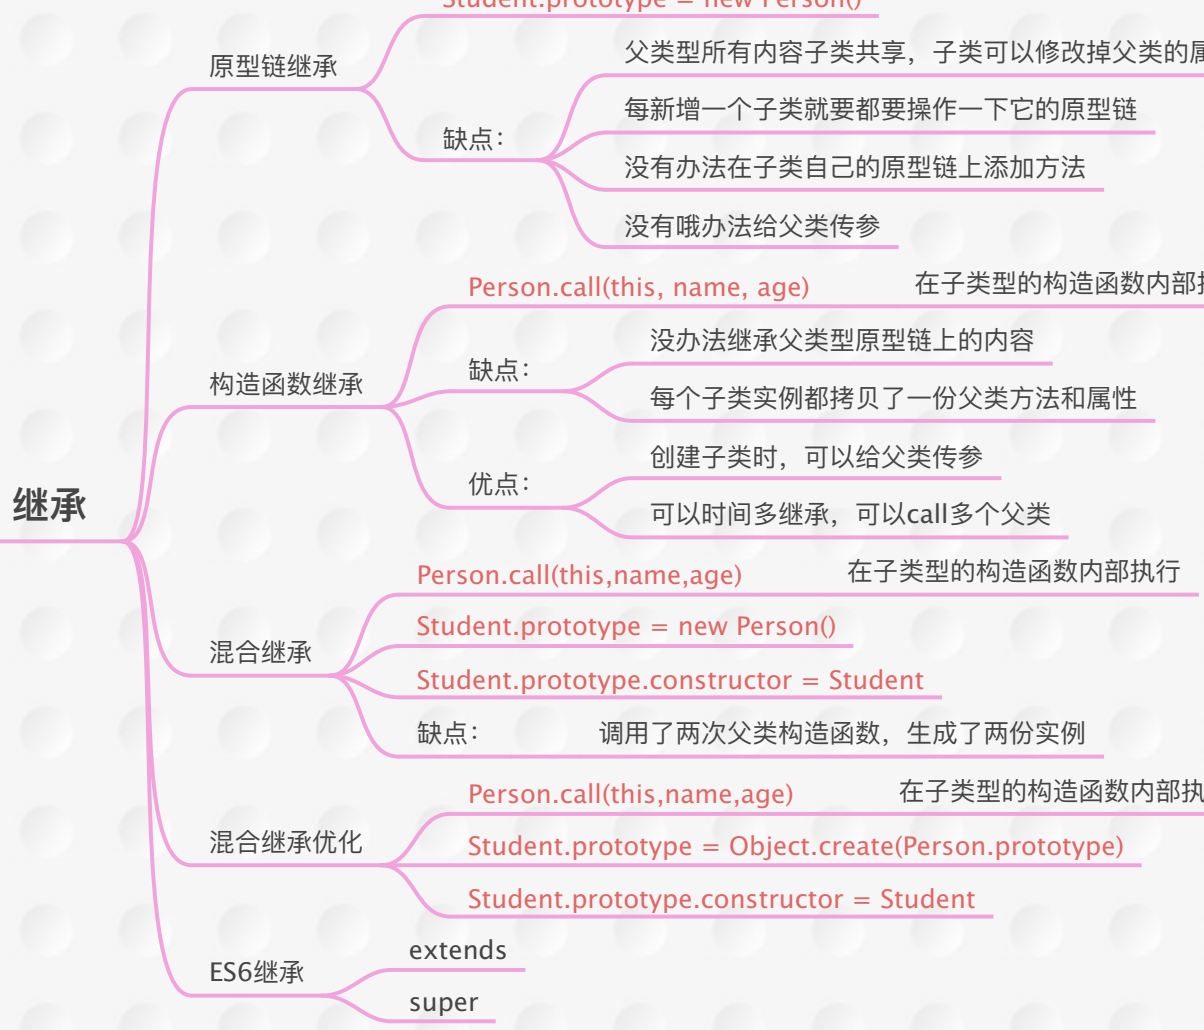 继承
原型链继承
Student.prototype = new Person()
缺点：
父类型所有内容子类共享，子类可以修改掉父类的属
每新增一个子类就要都要操作一下它的原型链
没有办法在子类自己的原型链上添加方法
没有哦办法给父类传参
构造函数继承
Person.call(this, name, age) 在子类型的构造函数内部
缺点：
没办法继承父类型原型链上的内容
每个子类实例都拷贝了一份父类方法和属性
优点：
创建子类时，可以给父类传参
可以时间多继承，可以call多个父类
混合继承
Person.call(this,name,age) 在子类型的构造函数内部执行
Student.prototype = new Person()
Student.prototype.constructor = Student
缺点： 调用了两次父类构造函数，生成了两份实例
混合继承优化
Person.call(this,name,age) 在子类型的构造函数内部执
Student.prototype = Object.create(Person.prototype)
Student.prototype.constructor = Student
ES6继承
extends
super